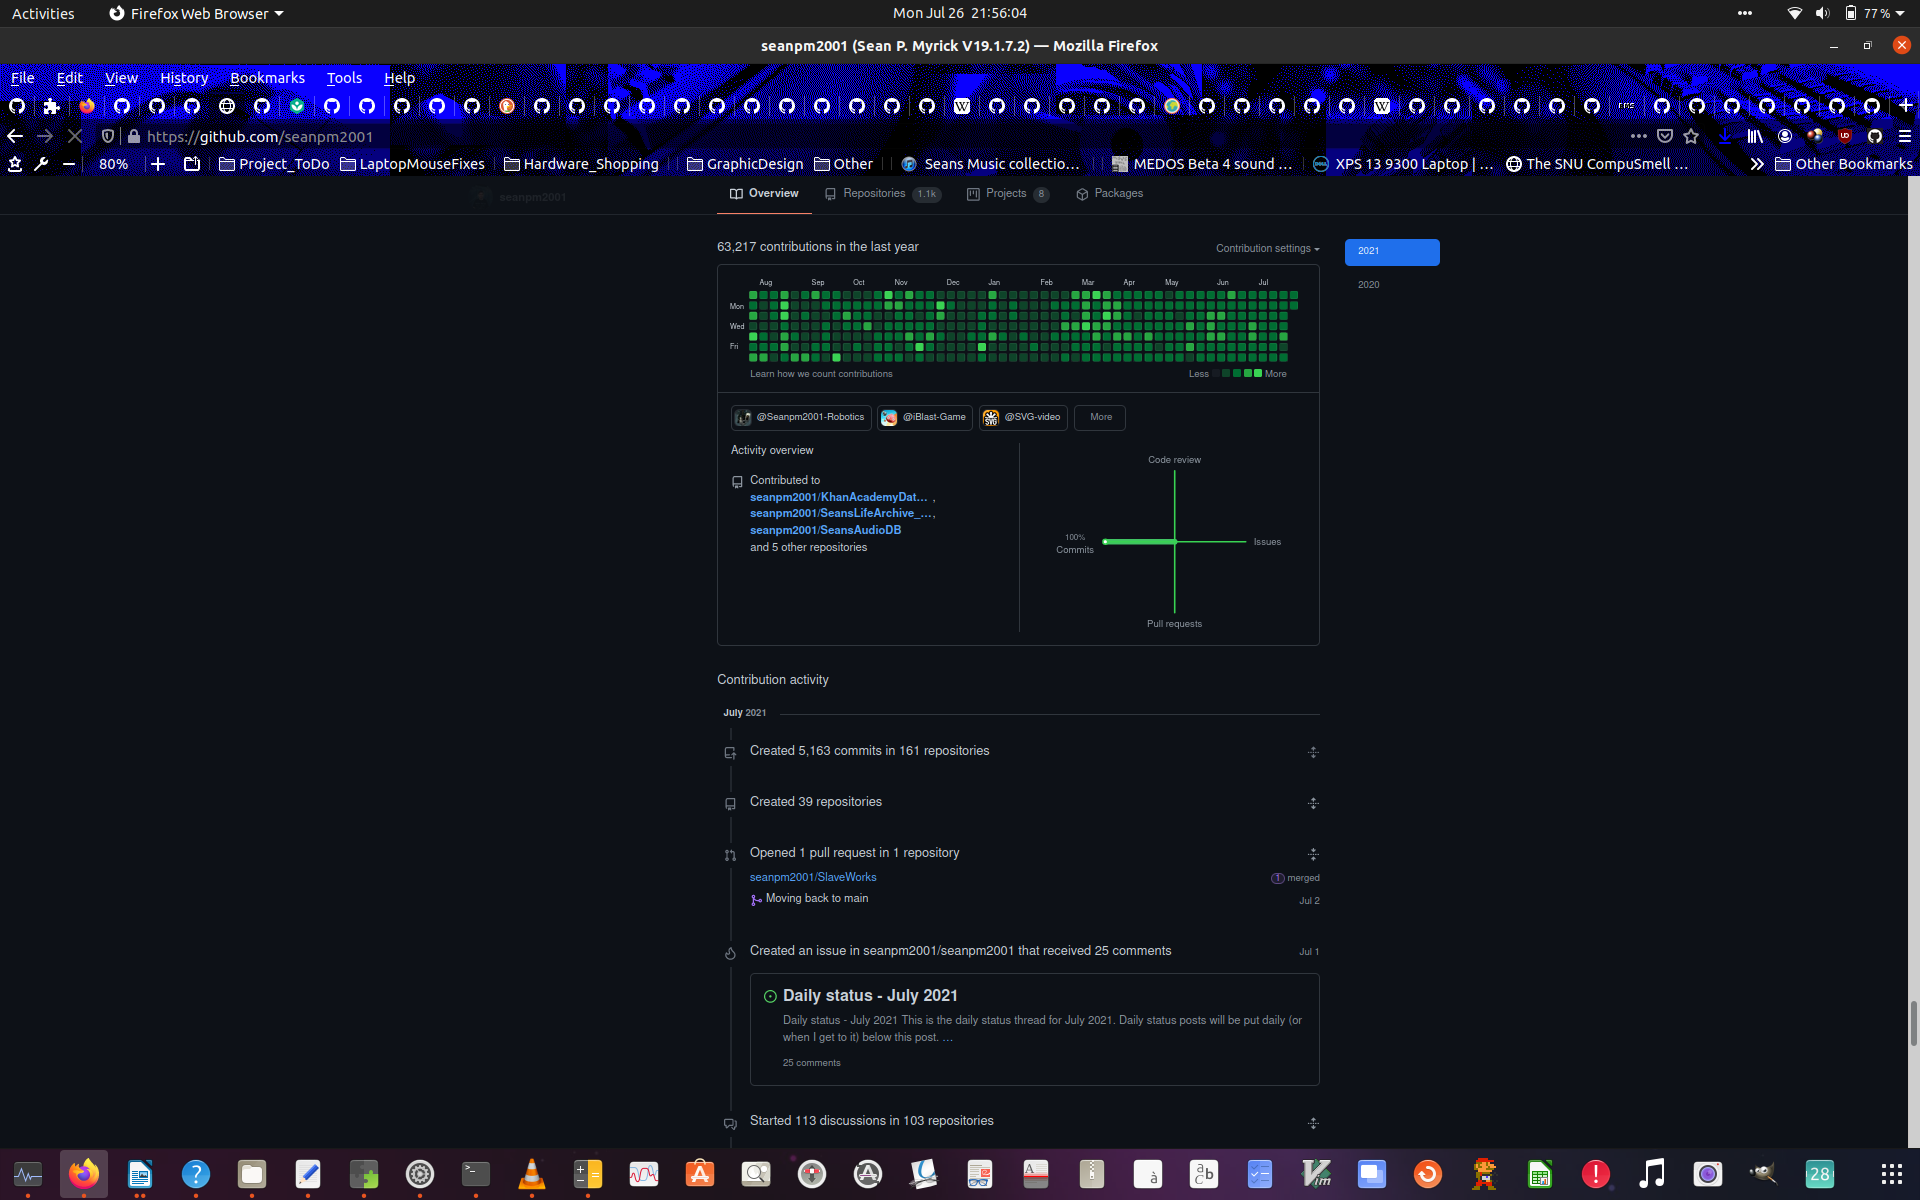 Activities
Firefox Web Browser
Mon Jul 26 21:56:04
77 %
seanpm2001 (Sean P. Myrick V19.1.7.2) — Mozilla Firefox
File Edit View History Bookmarks Tools Help
https://github.com/seanpm2001
80%
Project_ToDo
LaptopMouseFixes
Hardware_Shopping
GraphicDesign
Other
Seans Music collectio…
MEDOS Beta 4 sound …
XPS 13 9300 Laptop | …
The SNU CompuSmell …
Other Bookmarks
seanpm2001
Overview
Repositories 1.1k
Projects 8
Packages
63,217 contributions in the last year
Contribution settings
2021
2020
Aug Sep Oct Nov Dec Jan Feb Mar Apr May Jun Jul
Mon
Wed
Fri
Learn how we count contributions
Less More
@Seanpm2001-Robotics
@iBlast-Game
SVG
@SVG-video
More
Activity overview
Contributed to
seanpm2001/KhanAcademyDat… ,
seanpm2001/SeansLifeArchive_… ,
seanpm2001/SeansAudioDB
and 5 other repositories
Code review
100%
Commits
Issues
Pull requests
Contribution activity
July 2021
Created 5,163 commits in 161 repositories
Created 39 repositories
Opened 1 pull request in 1 repository
seanpm2001/SlaveWorks
1 merged
Moving back to main
Jul 2
Created an issue in seanpm2001/seanpm2001 that received 25 comments
Jul 1
Daily status - July 2021
Daily status - July 2021 This is the daily status thread for July 2021. Daily status posts will be put daily (or
when I get to it) below this post. …
25 comments
Started 113 discussions in 103 repositories
28